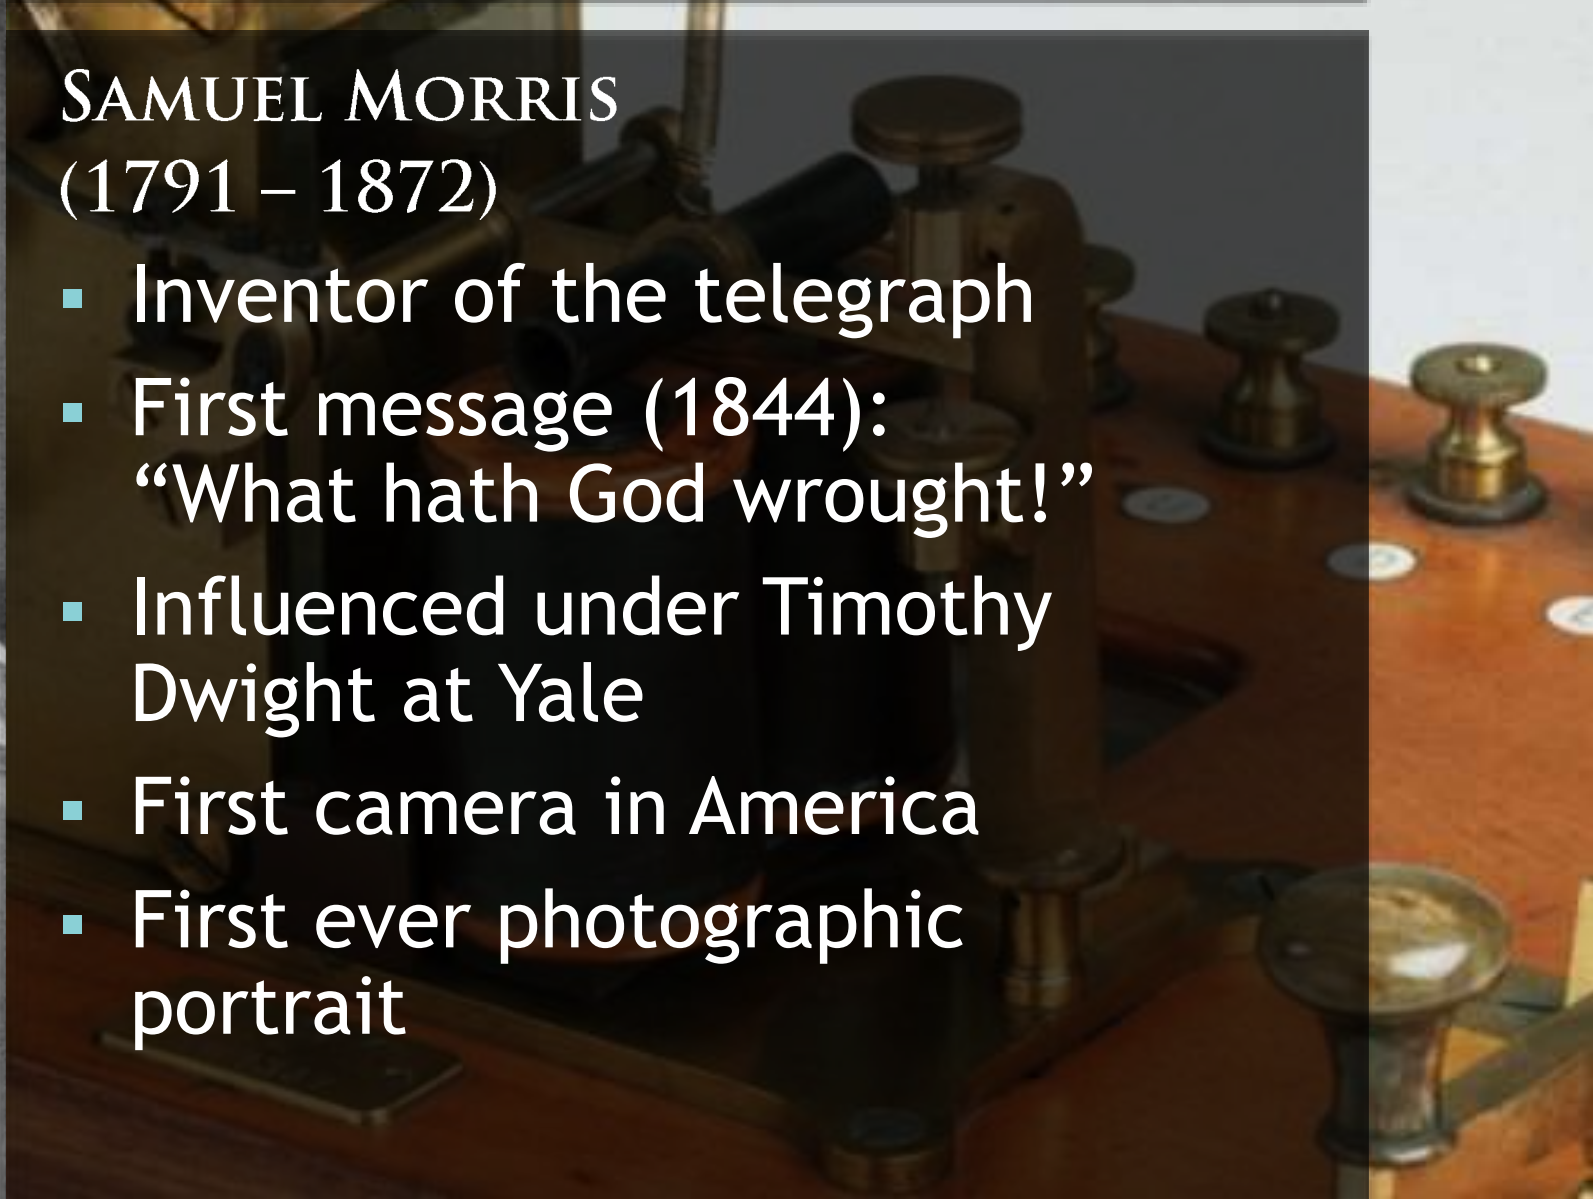 Samuel Morris
(1791 – 1872)
▪ Inventor of the telegraph
▪ First message (1844):
“What hath God wrought!”
▪ Influenced under Timothy
Dwight at Yale
▪ First camera in America
▪ First ever photographic
portrait